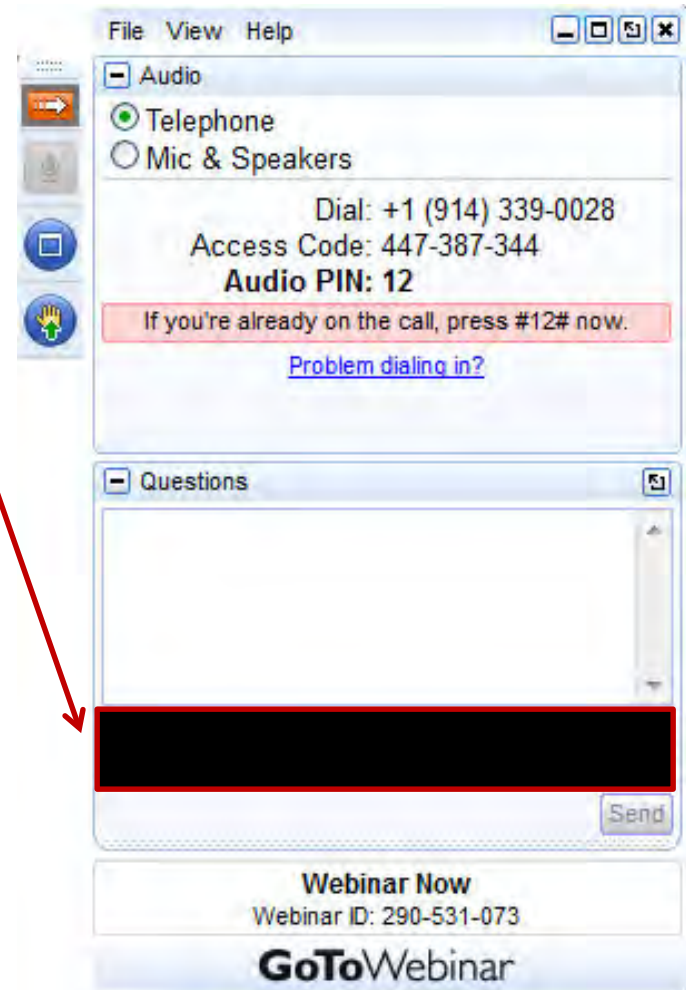 File View Help
Audio
Telephone
Mic & Speakers
Dial: +1 (914) 339-0028
Access Code: 447-387-344
Audio PIN: 12
If you're already on the call, press #12# now.
Problem dialing in?
Questions
Send
Webinar Now
Webinar ID: 290-531-073
GoToWebinar